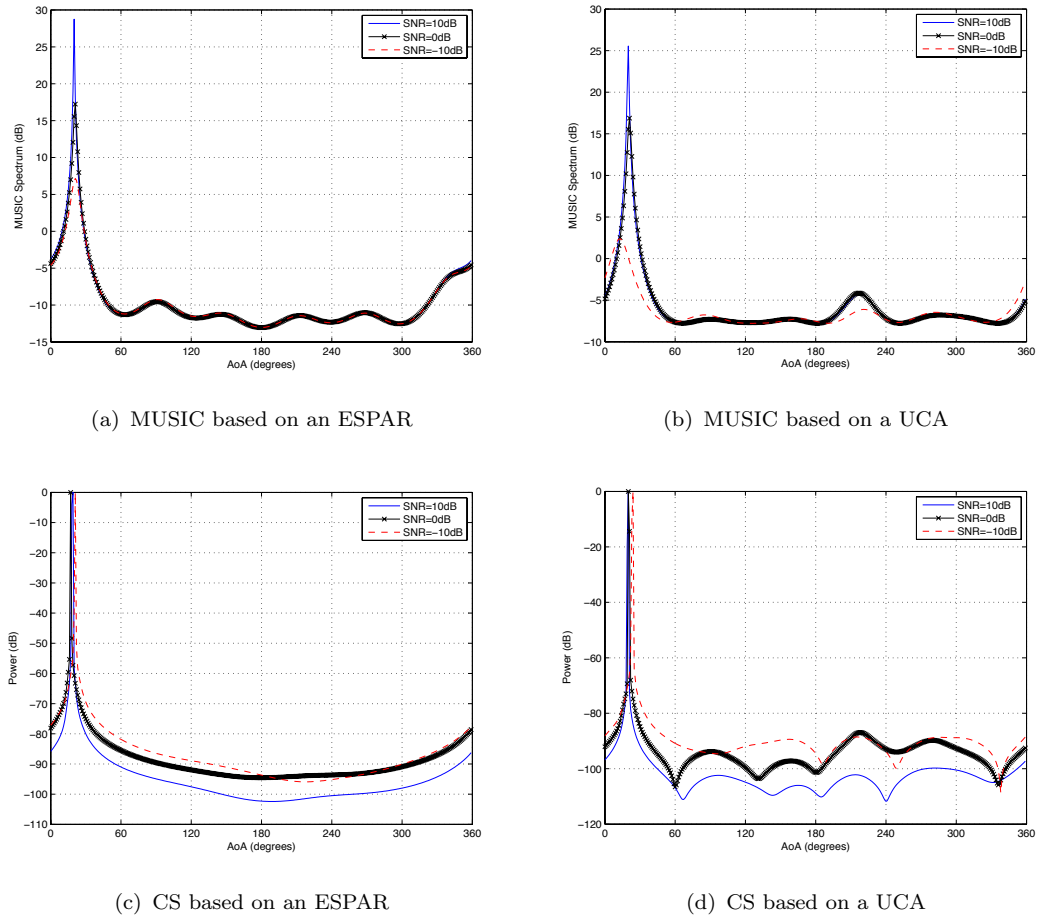 30
25
20
15
10
5
0
−5
−10
−15
0
60
120
180
240
300
360
MUSIC Spectrum (dB)
AoA (degrees)
SNR=10dB
SNR=0dB
SNR=−10dB
(a) MUSIC based on an ESPAR
30
25
20
15
10
5
0
−5
−10
0
60
120
180
240
300
360
MUSIC Spectrum (dB)
AoA (degrees)
SNR=10dB
SNR=0dB
SNR=−10dB
(b) MUSIC based on a UCA
0
−10
−20
−30
−40
−50
−60
−70
−80
−90
−100
−110
0
60
120
180
240
300
360
Power (dB)
AoA (degrees)
SNR=10dB
SNR=0dB
SNR=−10dB
(c) CS based on an ESPAR
0
−20
−40
−60
−80
−100
−120
0
60
120
180
240
300
360
Power (dB)
AoA (degrees)
SNR=10dB
SNR=0dB
SNR=−10dB
(d) CS based on a UCA